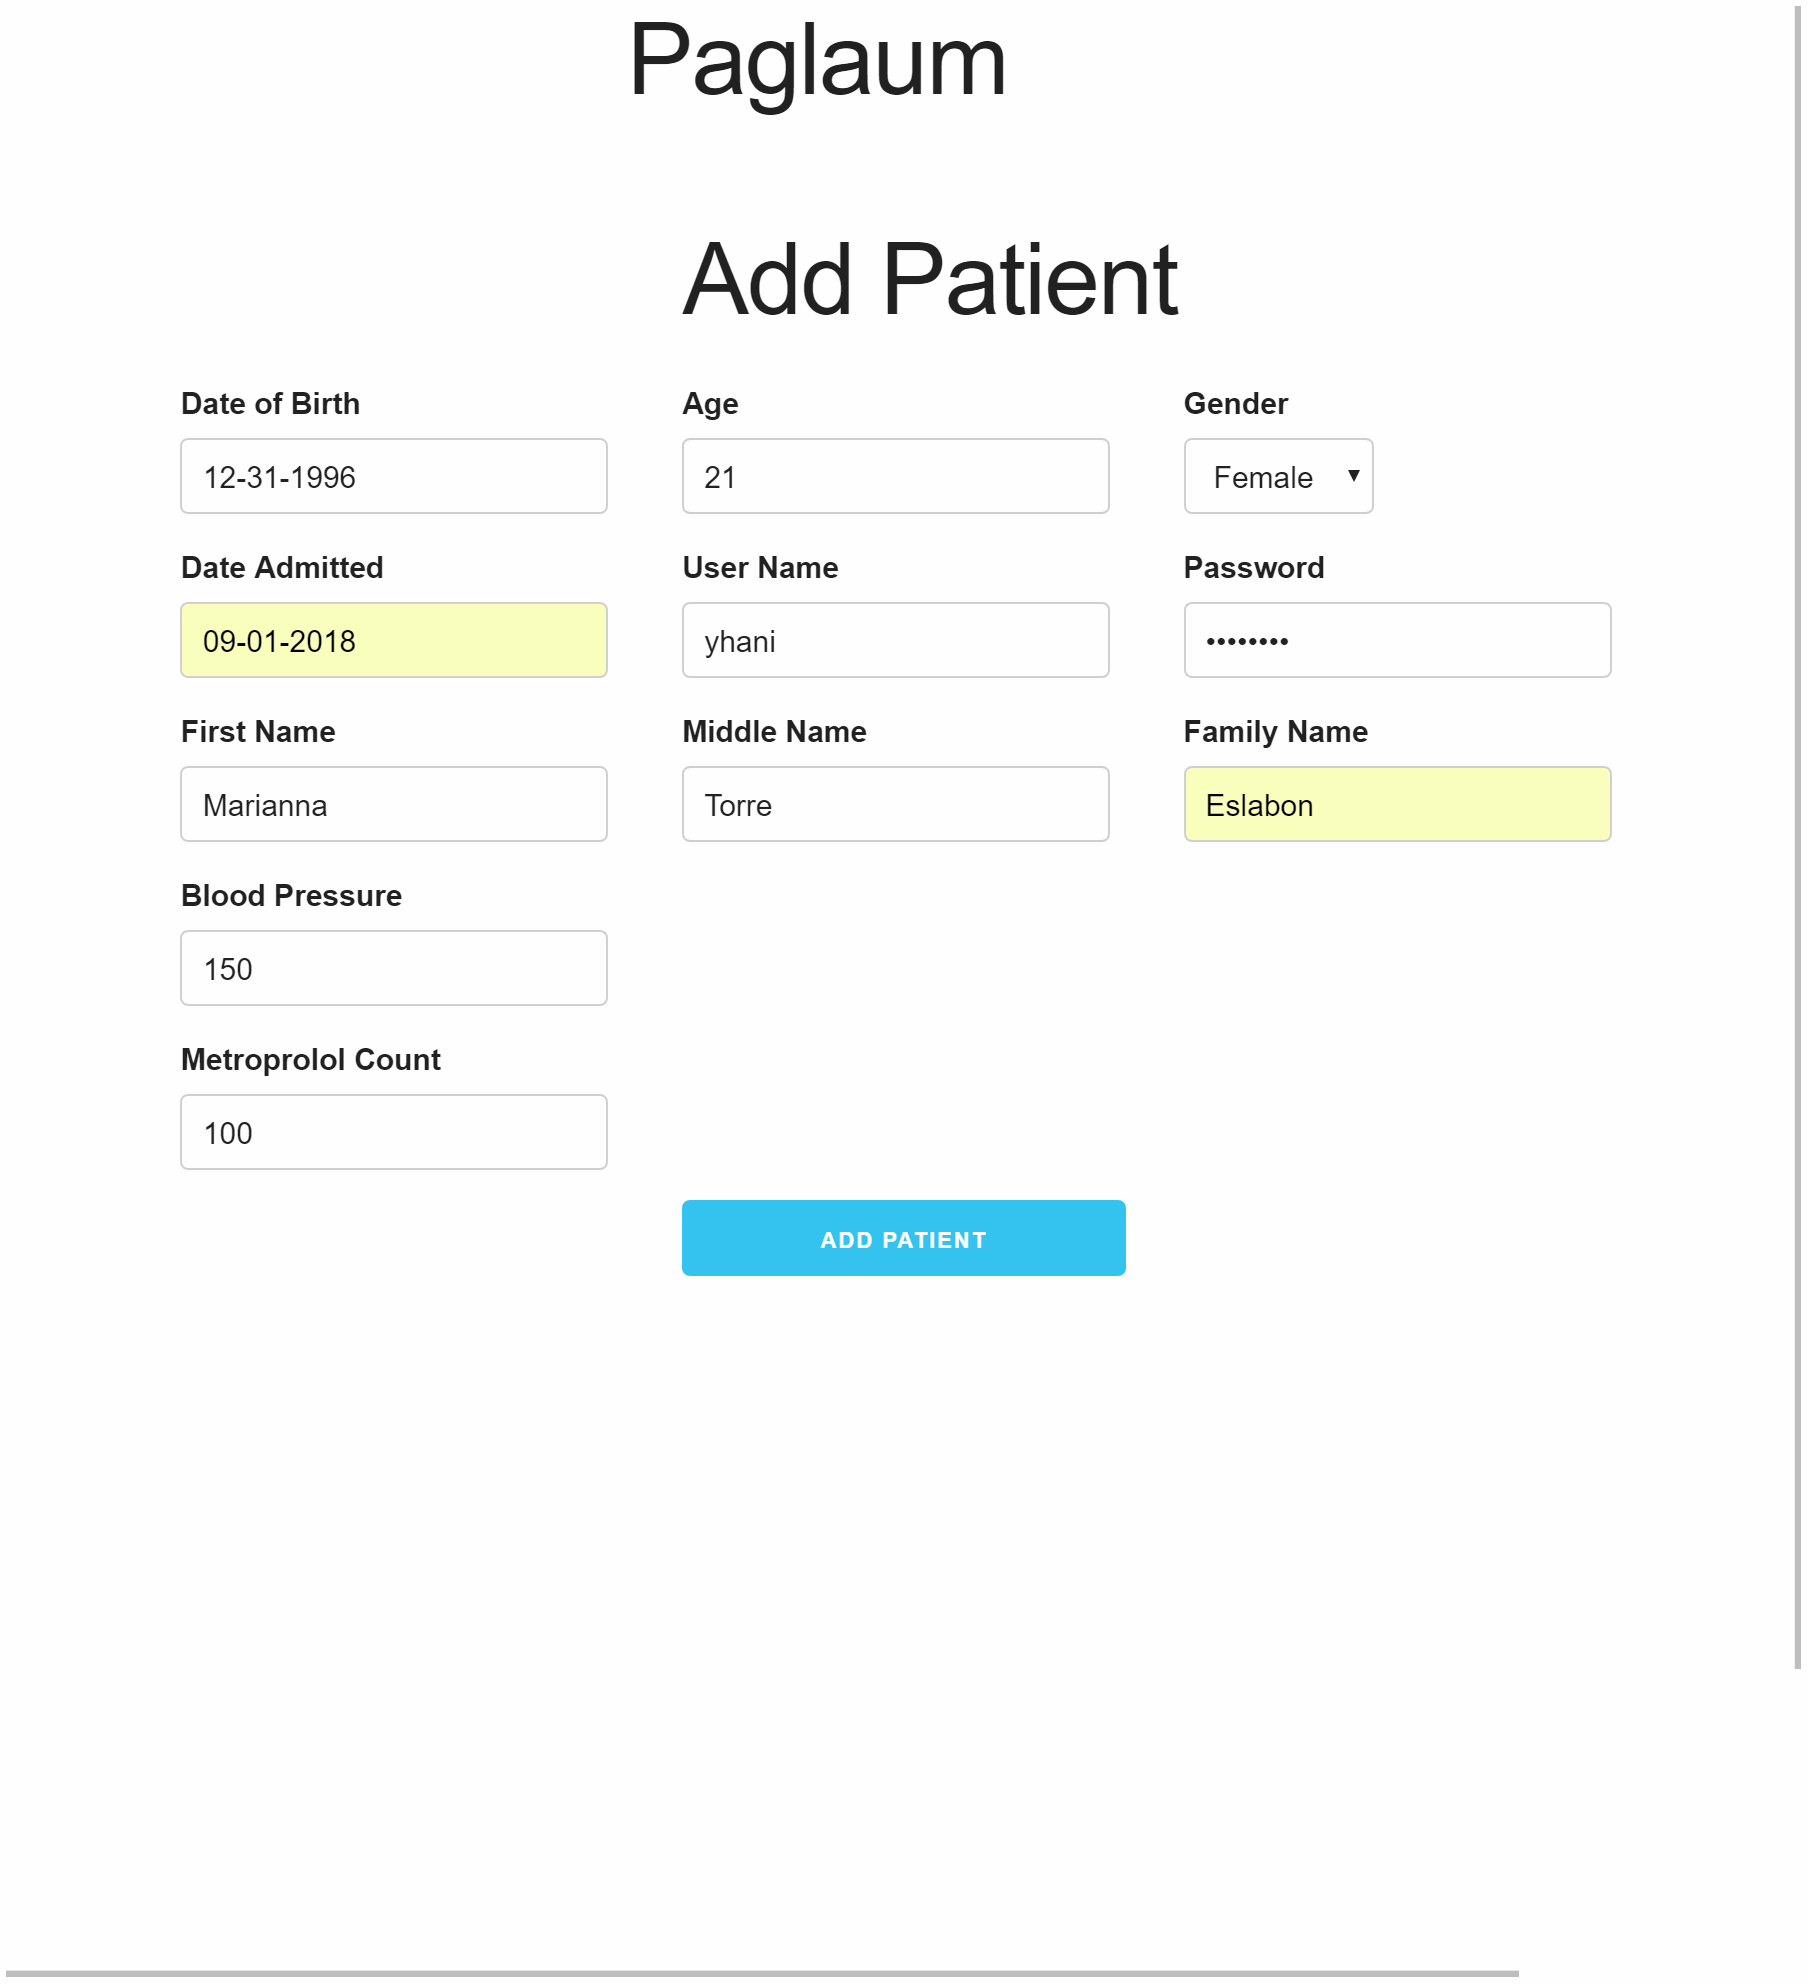 Paglaum
Add Patient
Date of Birth Age Gender
12-31-1996 21 Female
Date Admitted User Name Password
09-01-2018 yhani ••••••••
First Name Middle Name Family Name
Marianna Torre Eslabon
Blood Pressure
150
Metroprolol Count
100
ADD PATIENT